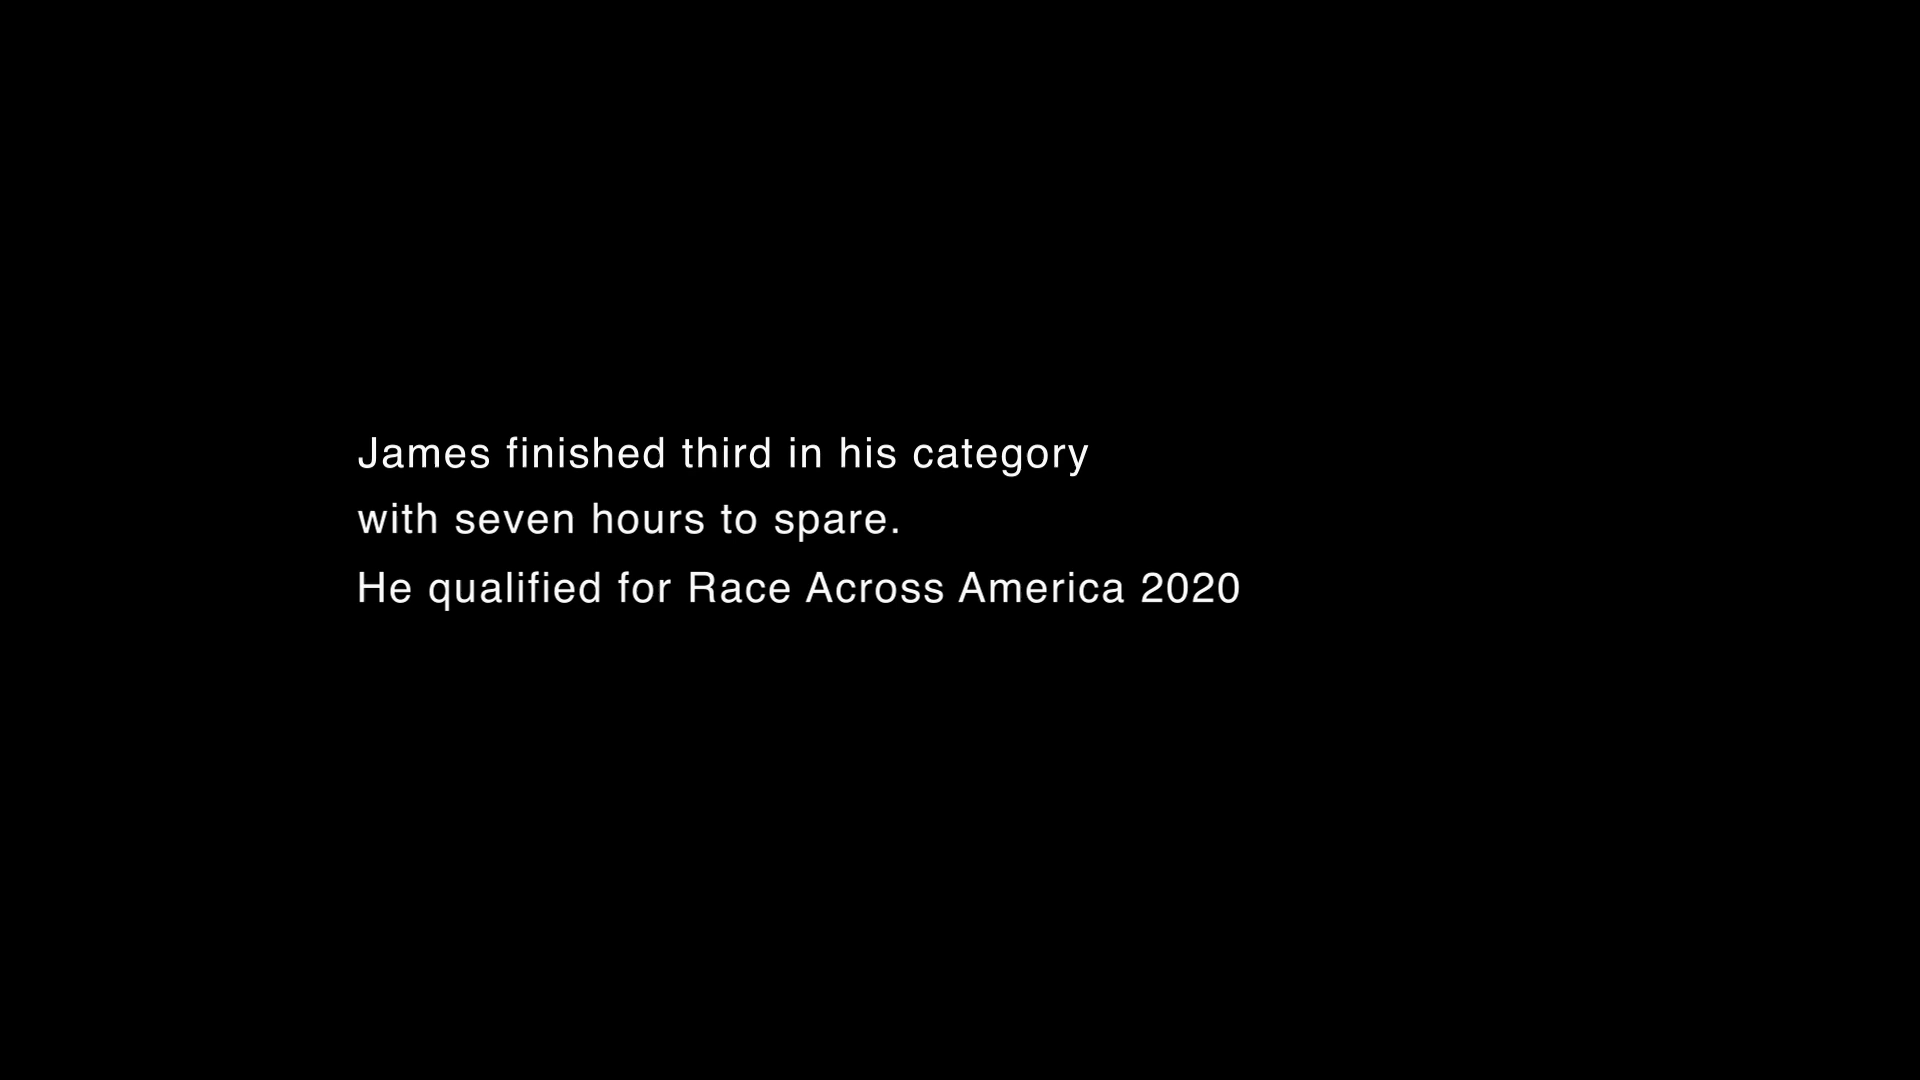 James finished third in his category
with seven hours to spare.
He qualified for Race Across America 2020